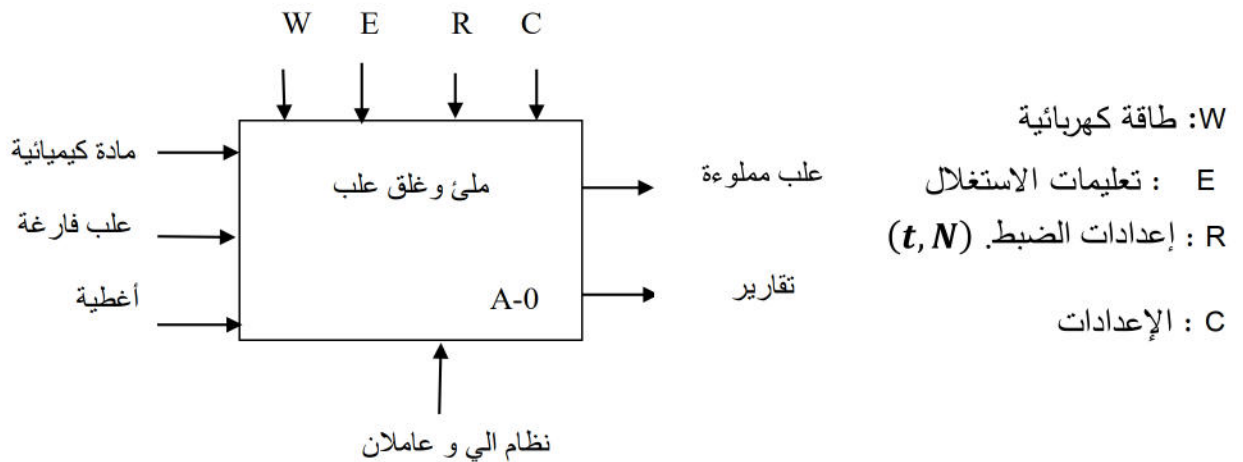 W E R C
مادة كيميائية
علب فارغة
أغطية
ملئ و غلق علب
A-0
علب مملوءة
تقارير
نظام الي و عاملان
W: طاقة كهربائية
E : تعليمات الاستغلال
R : إعدادات الضبط. (t, N)
C : الإعدادات